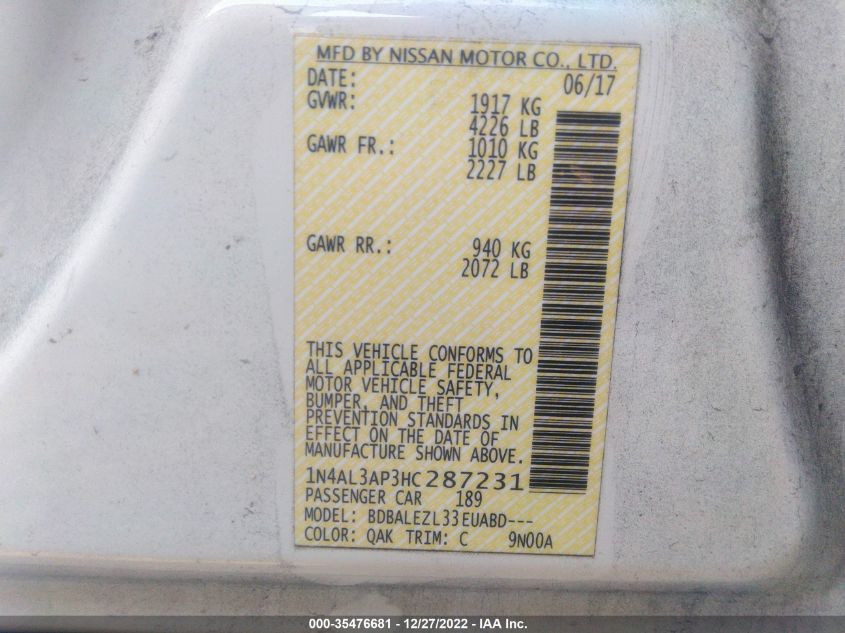 MFD BY NISSAN MOTOR CO., LTD.
DATE: 06/17
GVWR: 1917 KG
4226 LB
GAWR FR.: 1010 KG
2227 LB
GAWR RR.: 940 KG
2072 LB
THIS VEHICLE CONFORMS TO
ALL APPLICABLE FEDERAL
MOTOR VEHICLE SAFETY,
BUMPER, AND THEFT
PREVENTION STANDARDS IN
EFFECT ON THE DATE OF
MANUFACTURE SHOWN ABOVE.
1N4AL3AP3HC287231
PASSENGER CAR 189
MODEL: BDBALEZL33EUABD---
COLOR: QAK TRIM: C 9N00A
000-35476681 - 12/27/2022 - IAA Inc.